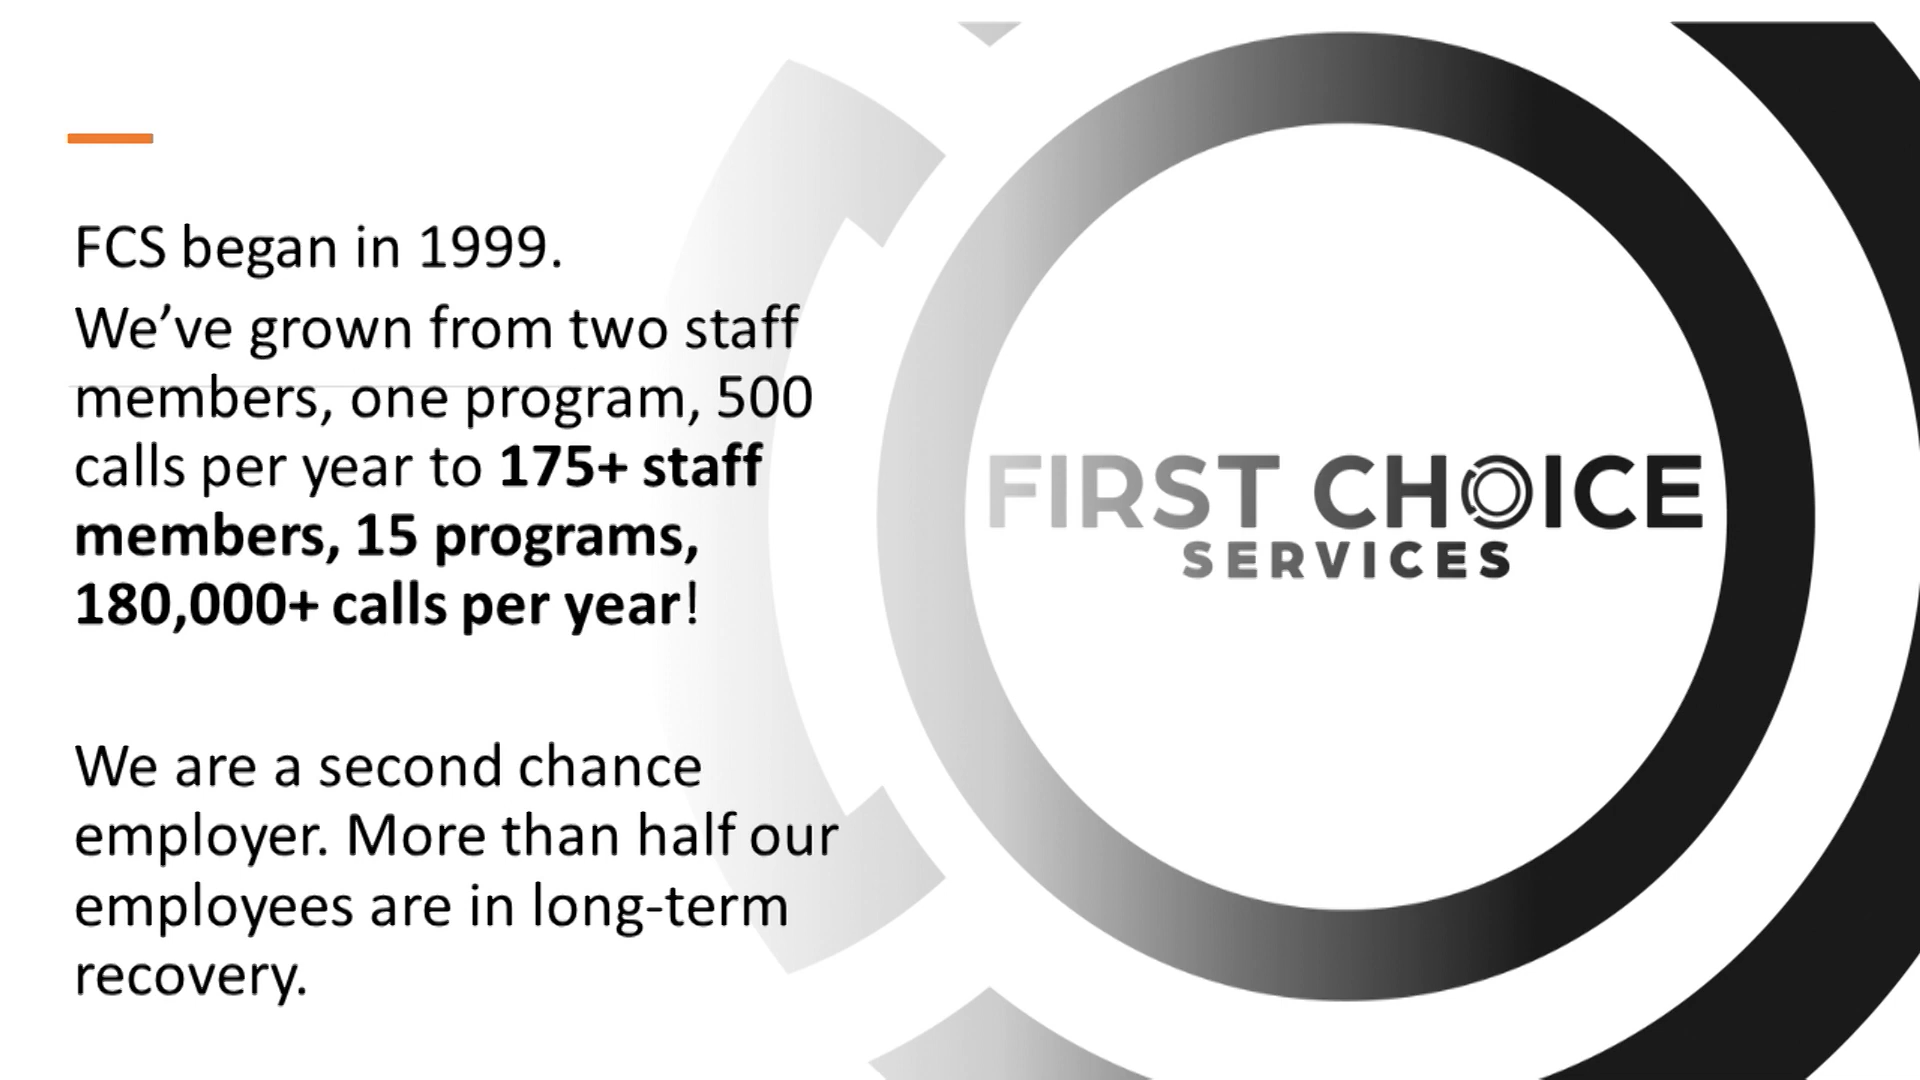 FCS began in 1999.
We’ve grown from two staff
members, one program, 500
calls per year to 175+ staff
members, 15 programs,
180,000+ calls per year!
We are a second chance
employer. More than half our
employees are in long-term
recovery.
FIRST CHOICE
SERVICES